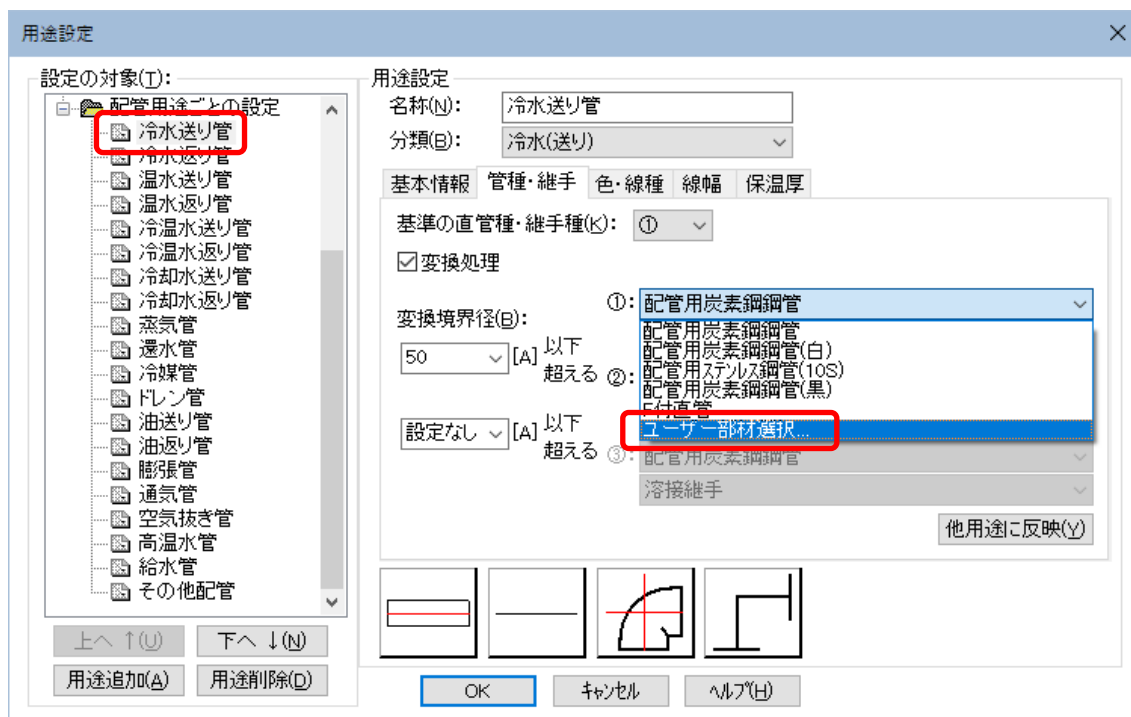 用途設定
設定の対象(T):
配管用途ごとの設定
冷水送り管
冷水返り管
温水送り管
温水返り管
冷温水送り管
冷温水返り管
冷却水送り管
冷却水返り管
蒸気管
還水管
冷媒管
ドレン管
油送り管
油返り管
膨張管
通気管
空気抜き管
高温水管
給水管
その他配管
上へ ↑(U)
下へ ↓(N)
用途追加(A)
用途削除(D)
用途設定
名称(N): 冷水送り管
分類(B): 冷水(送り)
基本情報 管種・継手 色・線種 線幅 保温厚
基準の直管種・継手種(K): ①
変換処理
変換境界径(B):
50 [A] 以下
超える
設定なし [A] 以下
超える
①: 配管用炭素鋼鋼管
配管用炭素鋼鋼管
配管用炭素鋼鋼管(白)
②: 配管用ステンレス鋼管(10S)
配管用炭素鋼鋼管(黒)
F付直管
ユーザー部材選択...
③: 配管用炭素鋼鋼管
溶接継手
他用途に反映(Y)
OK キャンセル ヘルプ(H)